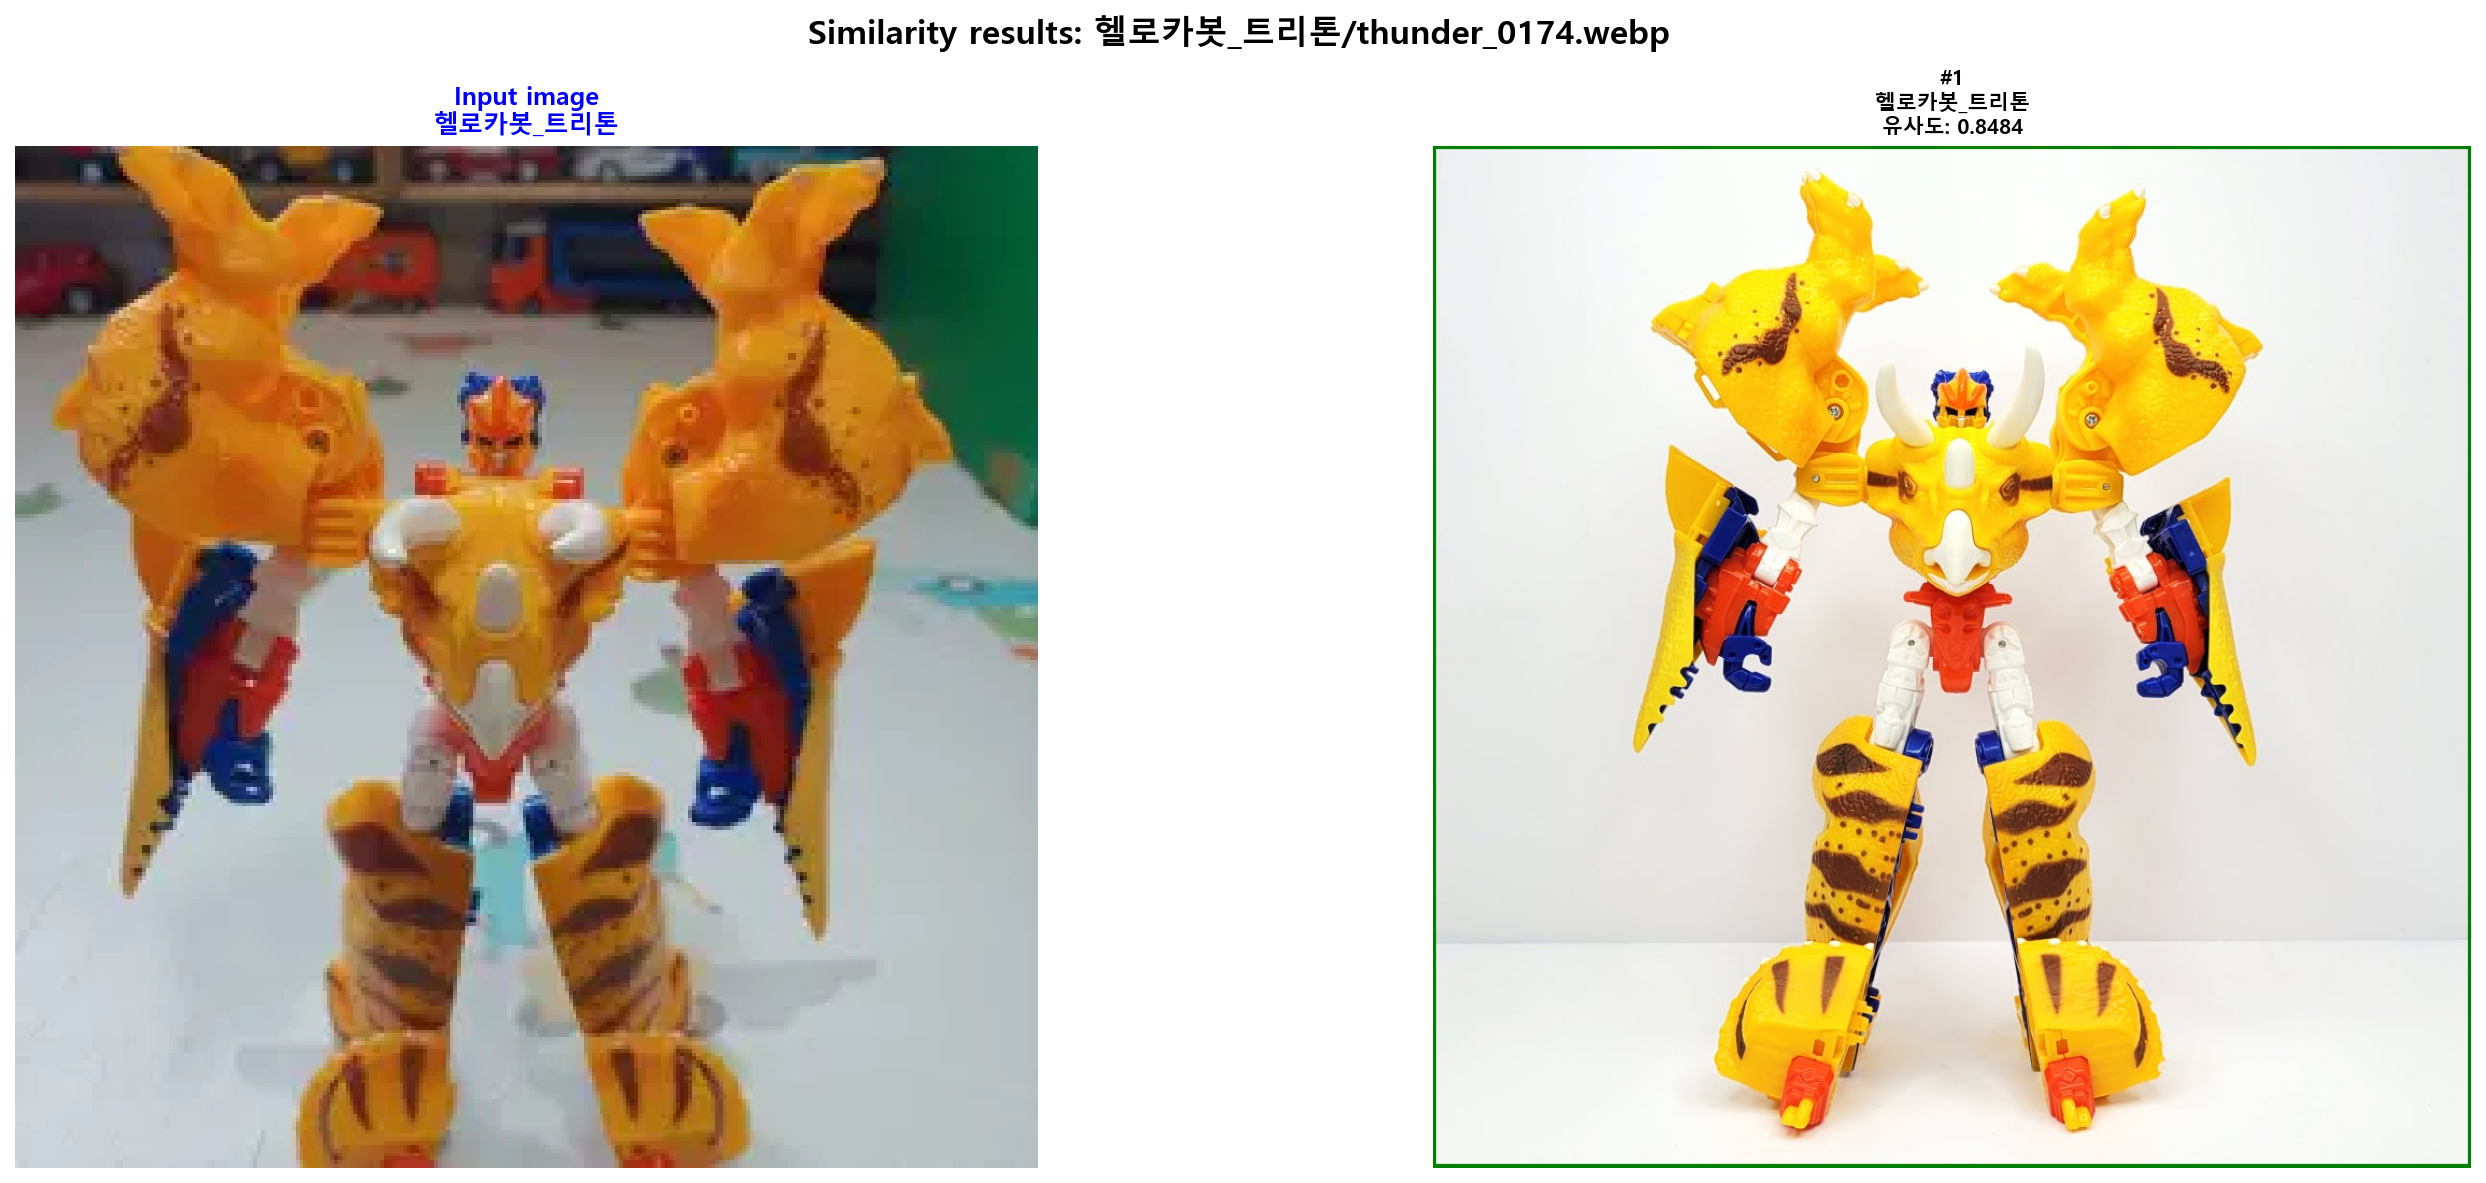 Similarity results: 헬로카봇_트리톤/thunder_0174.webp
Input image
헬로카봇_트리톤
#1
헬로카봇_트리톤
유사도: 0.8484